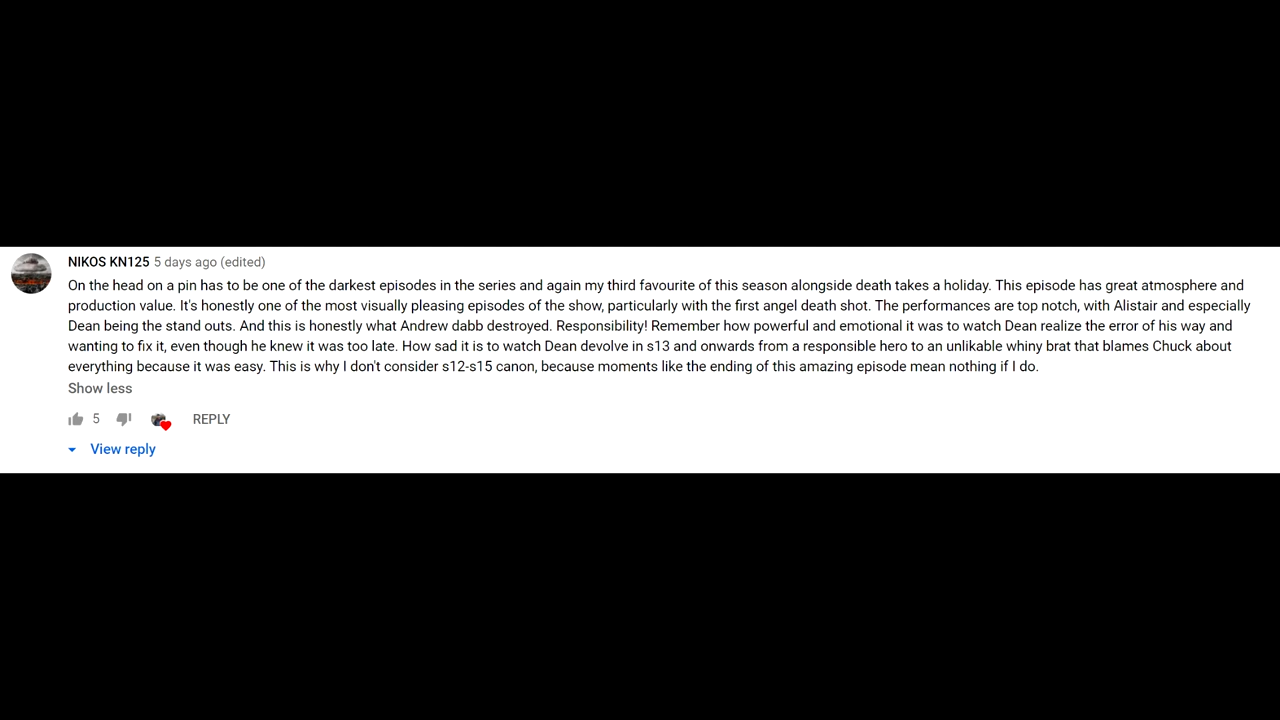 NIKOS KN125 5 days ago (edited)
On the head on a pin has to be one of the darkest episodes in the series and again my third favourite of this season alongside death takes a holiday. This episode has great atmosphere and
production value. It's honestly one of the most visually pleasing episodes of the show, particularly with the first angel death shot. The performances are top notch, with Alistair and especially
Dean being the stand outs. And this is honestly what Andrew dabb destroyed. Responsibility! Remember how powerful and emotional it was to watch Dean realize the error of his way and
wanting to fix it, even though he knew it was too late. How sad it is to watch Dean devolve in s13 and onwards from a responsible hero to an unlikable whiny brat that blames Chuck about
everything because it was easy. This is why I don't consider s12-s15 canon, because moments like the ending of this amazing episode mean nothing if I do.
Show less
5 REPLY
View reply